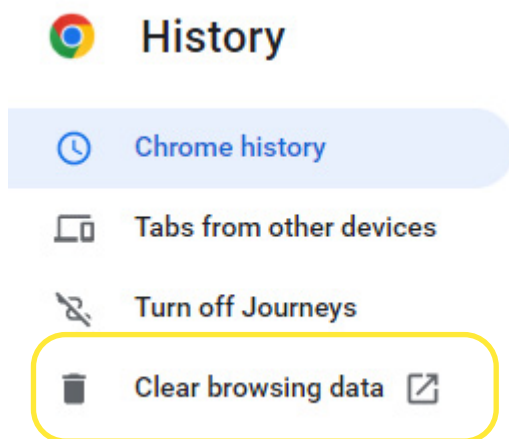 History
Chrome history
Tabs from other devices
Turn off Journeys
Clear browsing data